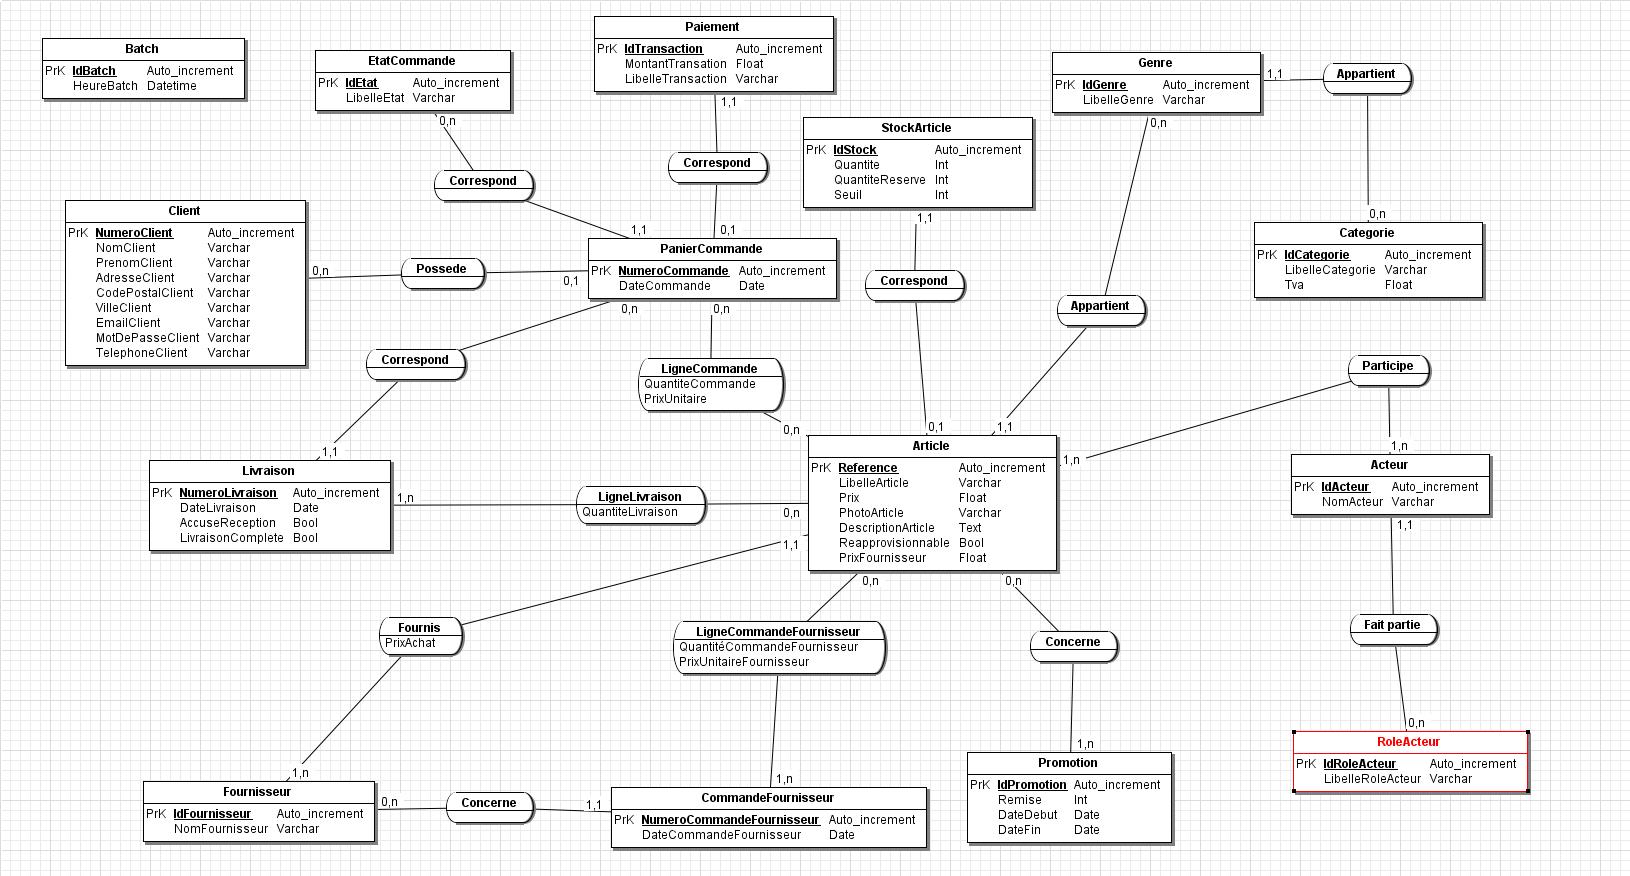 Batch
PrK IdBatch Auto_increment
HeureBatch Datetime
EtatCommande
PrK IdEtat Auto_increment
LibelleEtat Varchar
0,n
Paiement
PrK IdTransaction Auto_increment
MontantTransation Float
LibelleTransaction Varchar
1,1
Genre
PrK IdGenre Auto_increment
LibelleGenre Varchar
1,1
0,n
Appartient
StockArticle
PrK IdStock Auto_increment
Quantite Int
QuantiteReserve Int
Seuil Int
1,1
Correspond
Correspond
1,1
0,1
Client
PrK NumeroClient Auto_increment
NomClient Varchar
PrenomClient Varchar
AdresseClient Varchar
CodePostalClient Varchar
VilleClient Varchar
EmailClient Varchar
MotDePasseClient Varchar
TelephoneClient Varchar
0,n
Possede
0,1
PanierCommande
PrK NumeroCommande Auto_increment
DateCommande Date
0,n
0,n
0,n
Categorie
PrK IdCategorie Auto_increment
LibelleCategorie Varchar
Tva Float
Correspond
Appartient
Correspond
LigneCommande
QuantiteCommande
PrixUnitaire
Participe
0,n
0,1
1,1
1,1
1,n
1,n
Livraison
PrK NumeroLivraison Auto_increment
DateLivraison Date
AccuseReception Bool
LivraisonComplete Bool
1,n
LigneLivraison
QuantiteLivraison
0,n
Article
PrK Reference Auto_increment
LibelleArticle Varchar
Prix Float
PhotoArticle Varchar
DescriptionArticle Text
Reapprovisionnable Bool
PrixFournisseur Float
Acteur
PrK IdActeur Auto_increment
NomActeur Varchar
1,1
1,1
0,n
0,n
Fournis
PrixAchat
LigneCommandeFournisseur
QuantitéCommandeFournisseur
PrixUnitaireFournisseur
Concerne
Fait partie
0,n
1,n
1,n
1,n
RoleActeur
PrK IdRoleActeur Auto_increment
LibelleRoleActeur Varchar
Fournisseur
PrK IdFournisseur Auto_increment
NomFournisseur Varchar
0,n
Concerne
1,1
CommandeFournisseur
PrK NumeroCommandeFournisseur Auto_increment
DateCommandeFournisseur Date
Promotion
PrK IdPromotion Auto_increment
Remise Int
DateDebut Date
DateFin Date